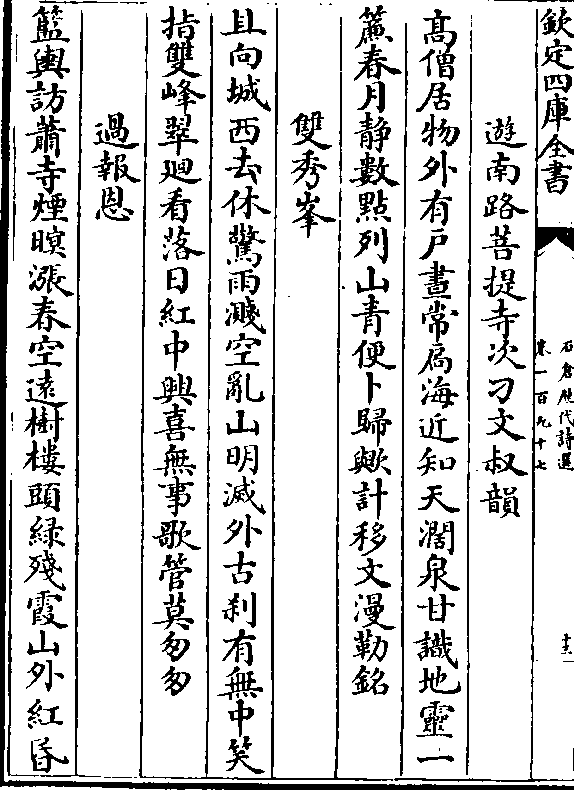 欽定四庫全書
石倉歷代詩選
卷一百九十七
十三
遊南路菩提寺次刁文叔韻
高僧居物外有戶晝常扃海近知天濶泉甘識地靈一
簾春月静數點列山青便卜歸歟計移文漫勒銘
雙秀峯
且向城西去休驚雨濺空亂山明滅外古刹有無中笑
指雙峰翠廻看落日紅中興喜無事歌管莫匆匆
過報恩
籃輿訪蕭寺煙暝漲春空遠樹樓頭緑殘霞山外紅昏